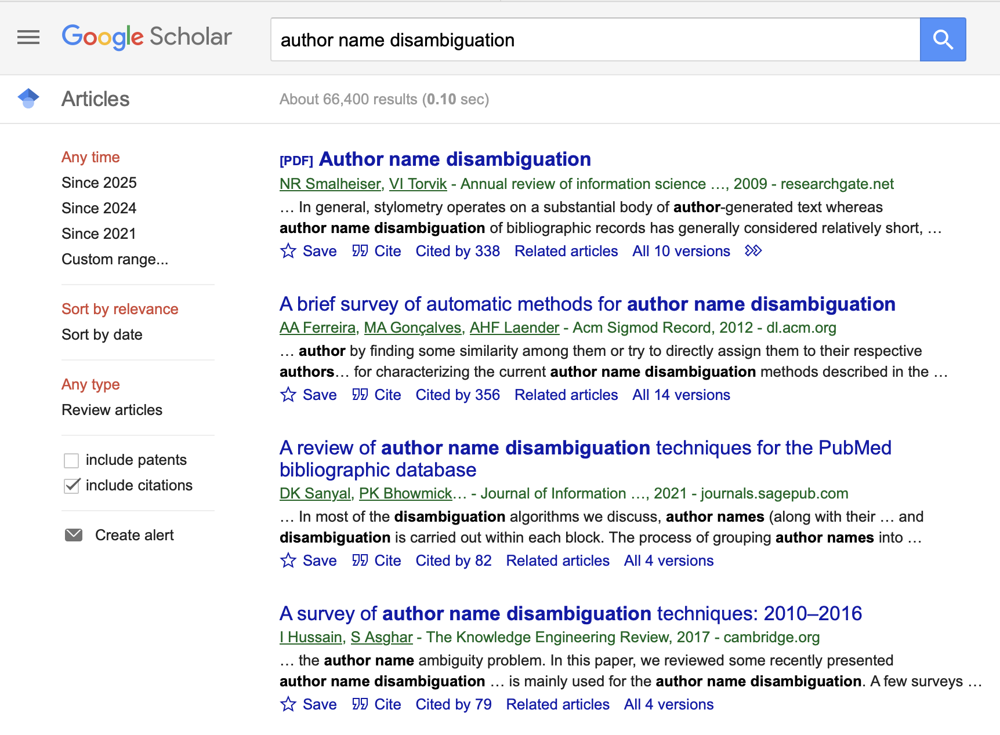 Google Scholar
author name disambiguation
Articles
About 66,400 results (0.10 sec)
Any time
Since 2025
Since 2024
Since 2021
Custom range...
Sort by relevance
Sort by date
Any type
Review articles
include patents
include citations
Create alert
[PDF] Author name disambiguation
NR Smalheiser, VI Torvik - Annual review of information science …, 2009 - researchgate.net
… In general, stylometry operates on a substantial body of author-generated text whereas
author name disambiguation of bibliographic records has generally considered relatively short, …
Save Cite Cited by 338 Related articles All 10 versions
A brief survey of automatic methods for author name disambiguation
AA Ferreira, MA Gonçalves, AHF Laender - Acm Sigmod Record, 2012 - dl.acm.org
… author by finding some similarity among them or try to directly assign them to their respective
authors… for characterizing the current author name disambiguation methods described in the …
Save Cite Cited by 356 Related articles All 14 versions
A review of author name disambiguation techniques for the PubMed
bibliographic database
DK Sanyal, PK Bhowmick… - Journal of Information …, 2021 - journals.sagepub.com
… In most of the disambiguation algorithms we discuss, author names (along with their … and
disambiguation is carried out within each block. The process of grouping author names into …
Save Cite Cited by 82 Related articles All 4 versions
A survey of author name disambiguation techniques: 2010–2016
I Hussain, S Asghar - The Knowledge Engineering Review, 2017 - cambridge.org
… the author name ambiguity problem. In this paper, we reviewed some recently presented
author name disambiguation … is mainly used for the author name disambiguation. A few surveys …
Save Cite Cited by 79 Related articles All 4 versions